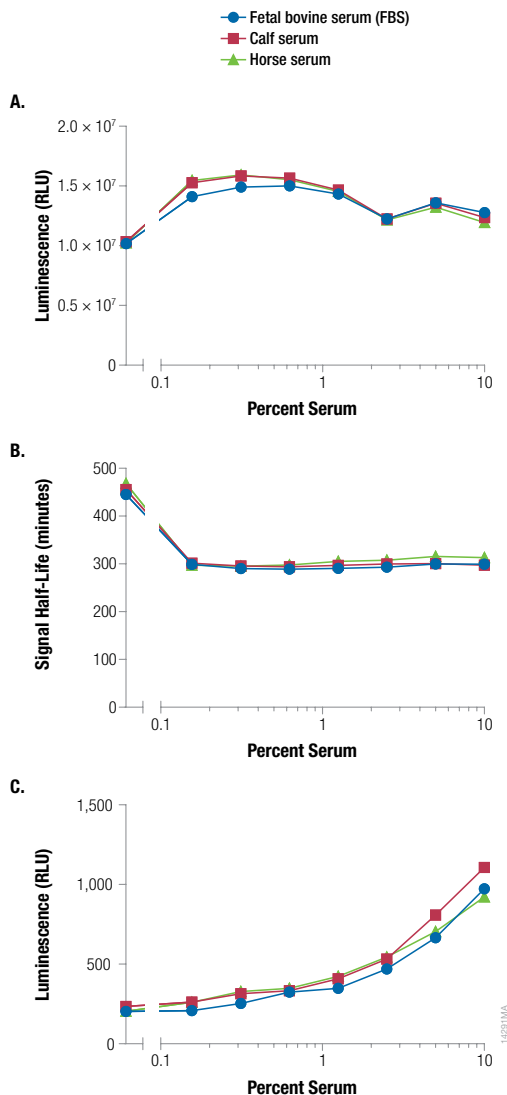 Fetal bovine serum (FBS)
Calf serum
Horse serum
A.
2.0 × 10⁷
1.5 × 10⁷
1.0 × 10⁷
0.5 × 10⁷
0
Luminescence (RLU)
0.1
1
10
Percent Serum
B.
500
400
300
200
100
0
Signal Half-Life (minutes)
0.1
1
10
Percent Serum
C.
1,500
1,000
500
0
Luminescence (RLU)
0.1
1
10
Percent Serum
14291MA